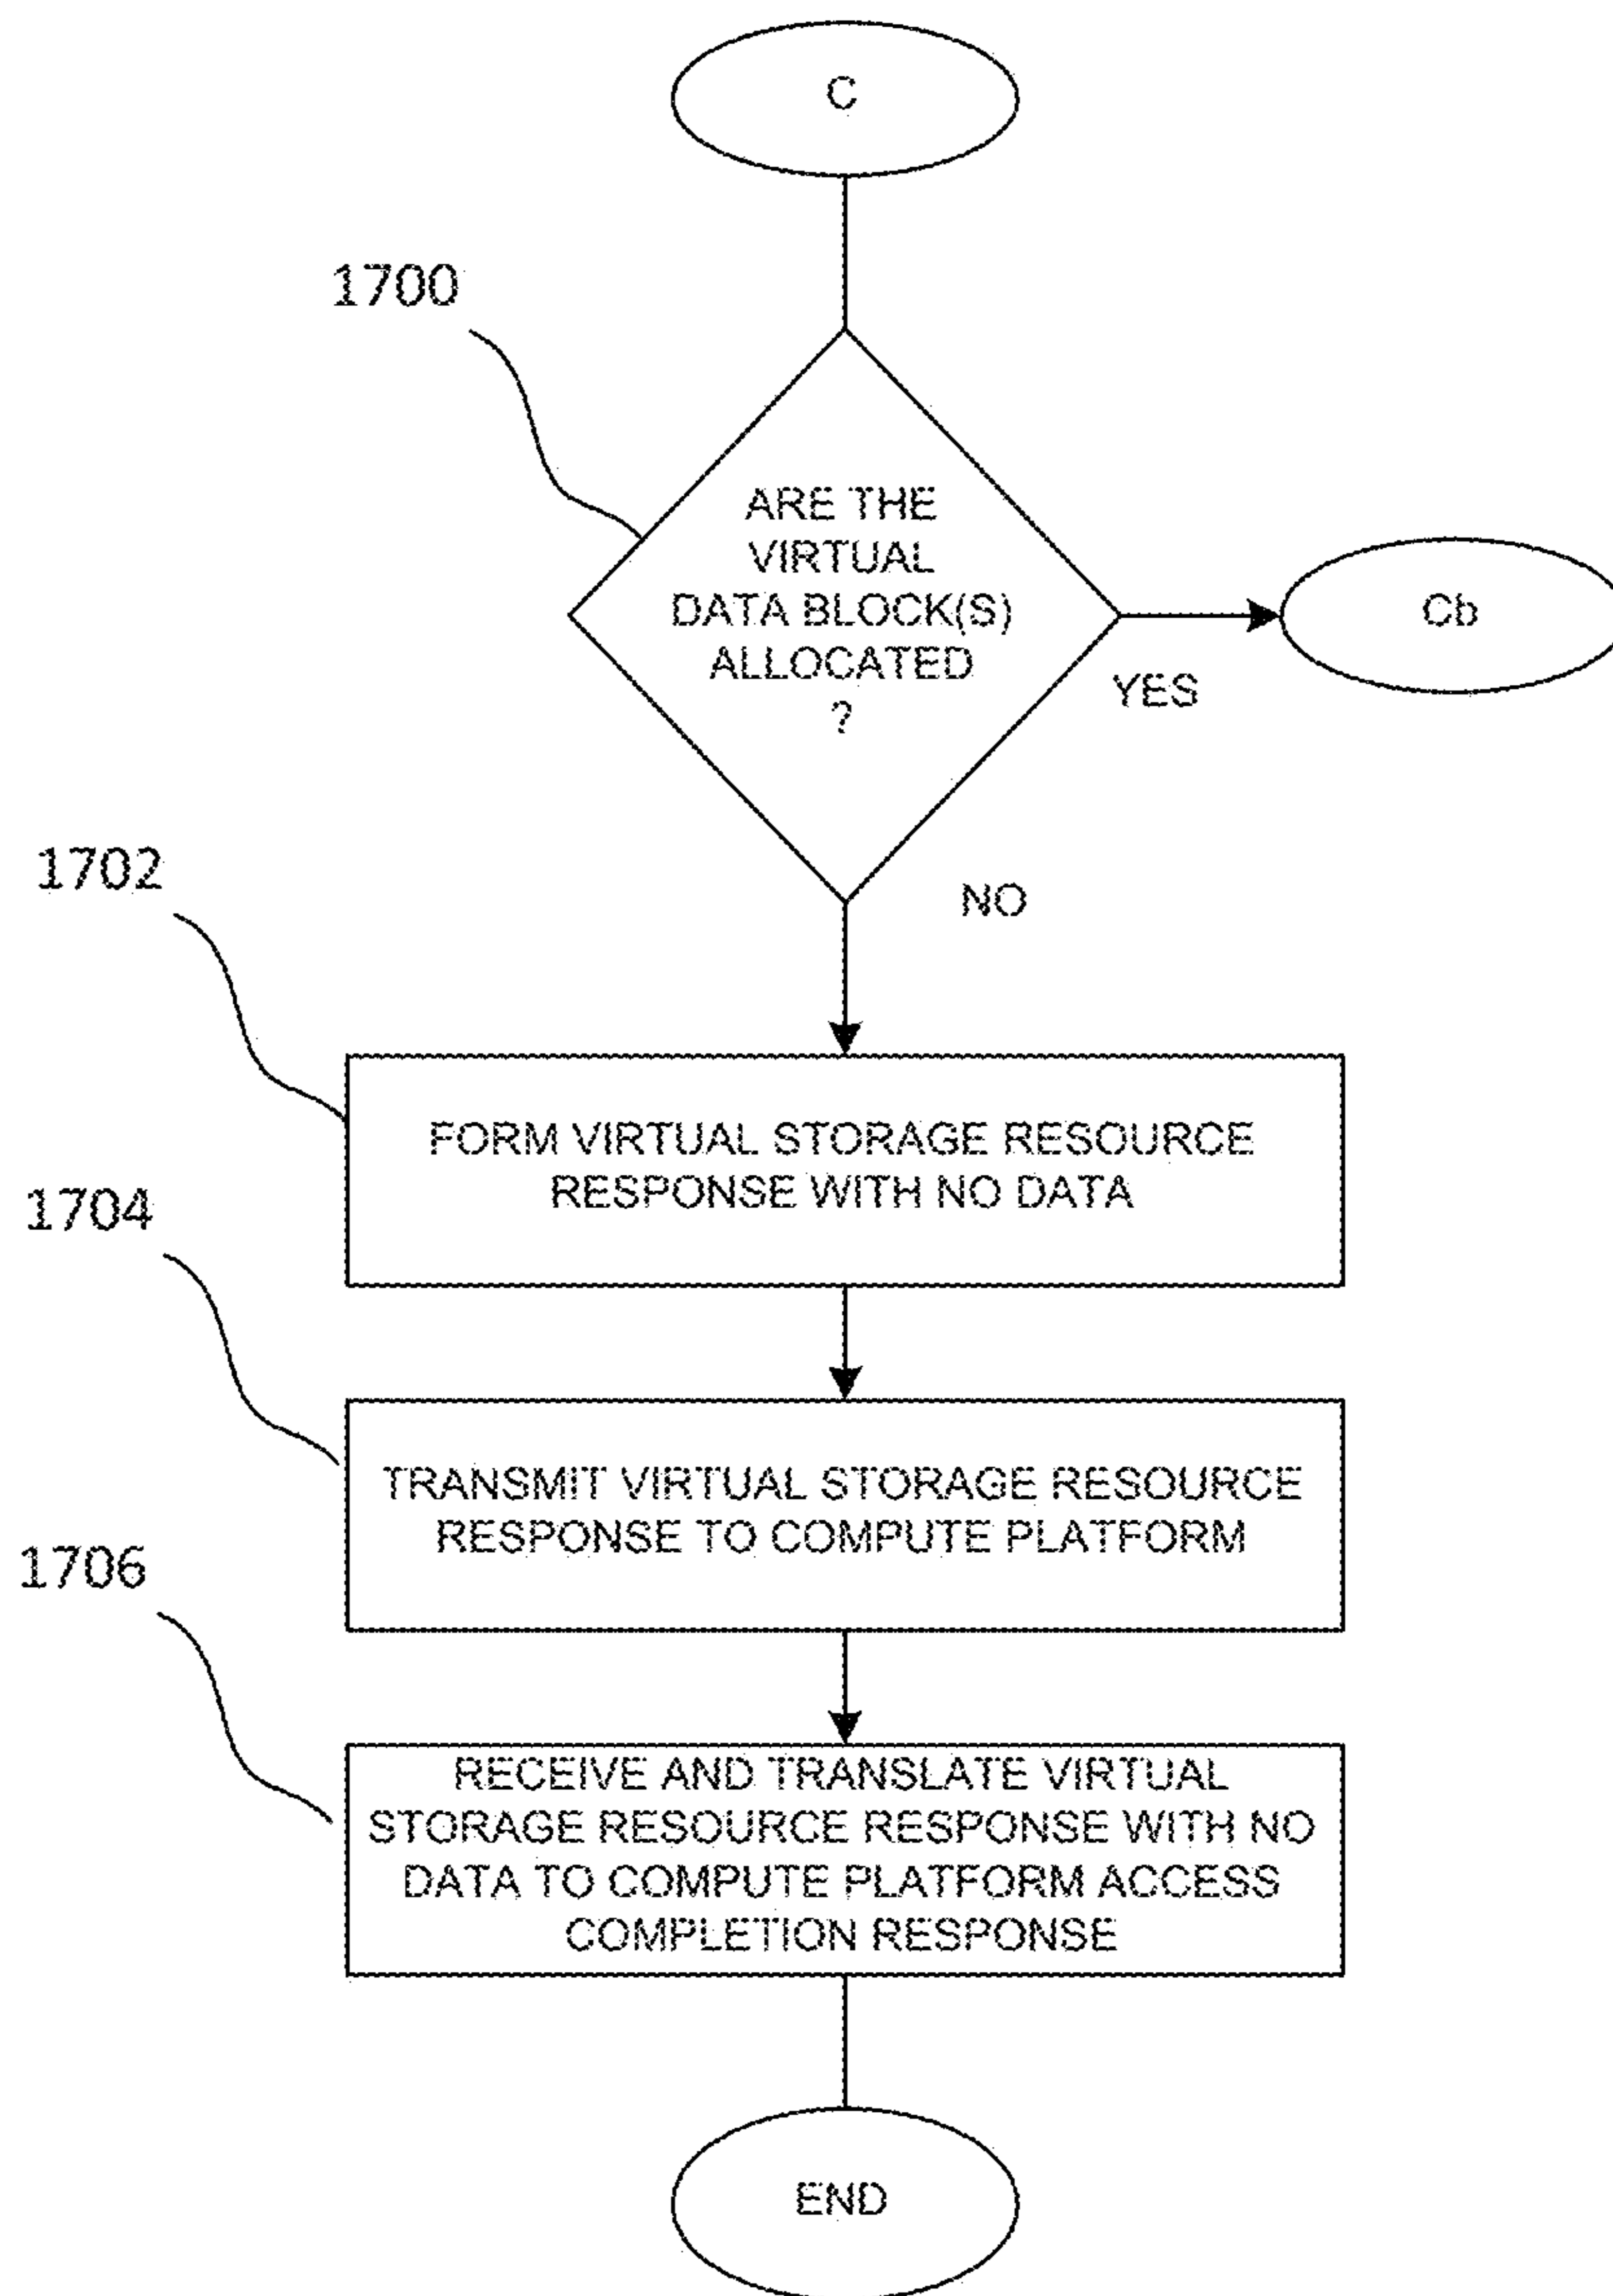 C
1700
ARE THE
VIRTUAL
DATA BLOCK(S)
ALLOCATED
?
Cb
YES
NO
1702
FORM VIRTUAL STORAGE RESOURCE
RESPONSE WITH NO DATA
1704
TRANSMIT VIRTUAL STORAGE RESOURCE
RESPONSE TO COMPUTE PLATFORM
1706
RECEIVE AND TRANSLATE VIRTUAL
STORAGE RESOURCE RESPONSE WITH NO
DATA TO COMPUTE PLATFORM ACCESS
COMPLETION RESPONSE
END